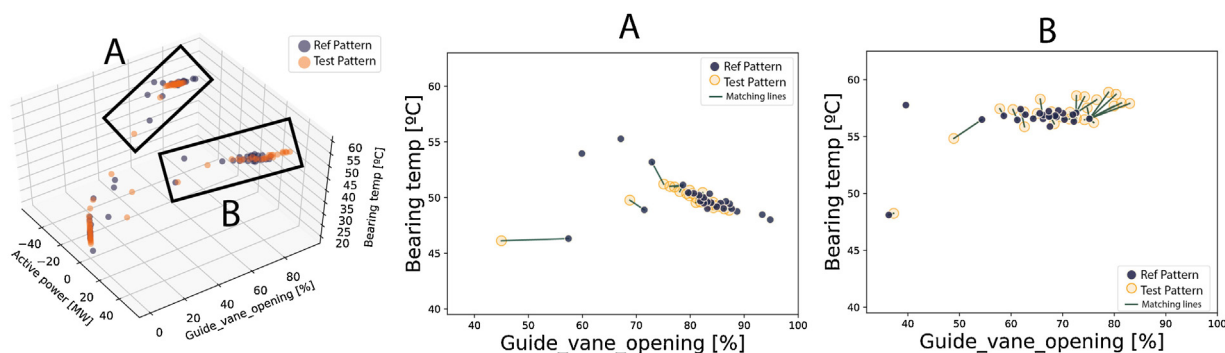 A
Ref Pattern
Test Pattern
B
60
55
50
45
40
35
30
25
20
Bearing temp [ºC]
−40
−20
0
20
40
Active power [MW]
0
20
40
60
80
Guide_vane_opening [%]
A
Ref Pattern
Test Pattern
Matching lines
60
55
50
45
40
Bearing temp [ºC]
40 50 60 70 80 90 100
Guide_vane_opening [%]
B
60
55
50
45
40
Bearing temp [ºC]
Ref Pattern
Test Pattern
Matching lines
40 50 60 70 80 90 100
Guide_vane_opening [%]